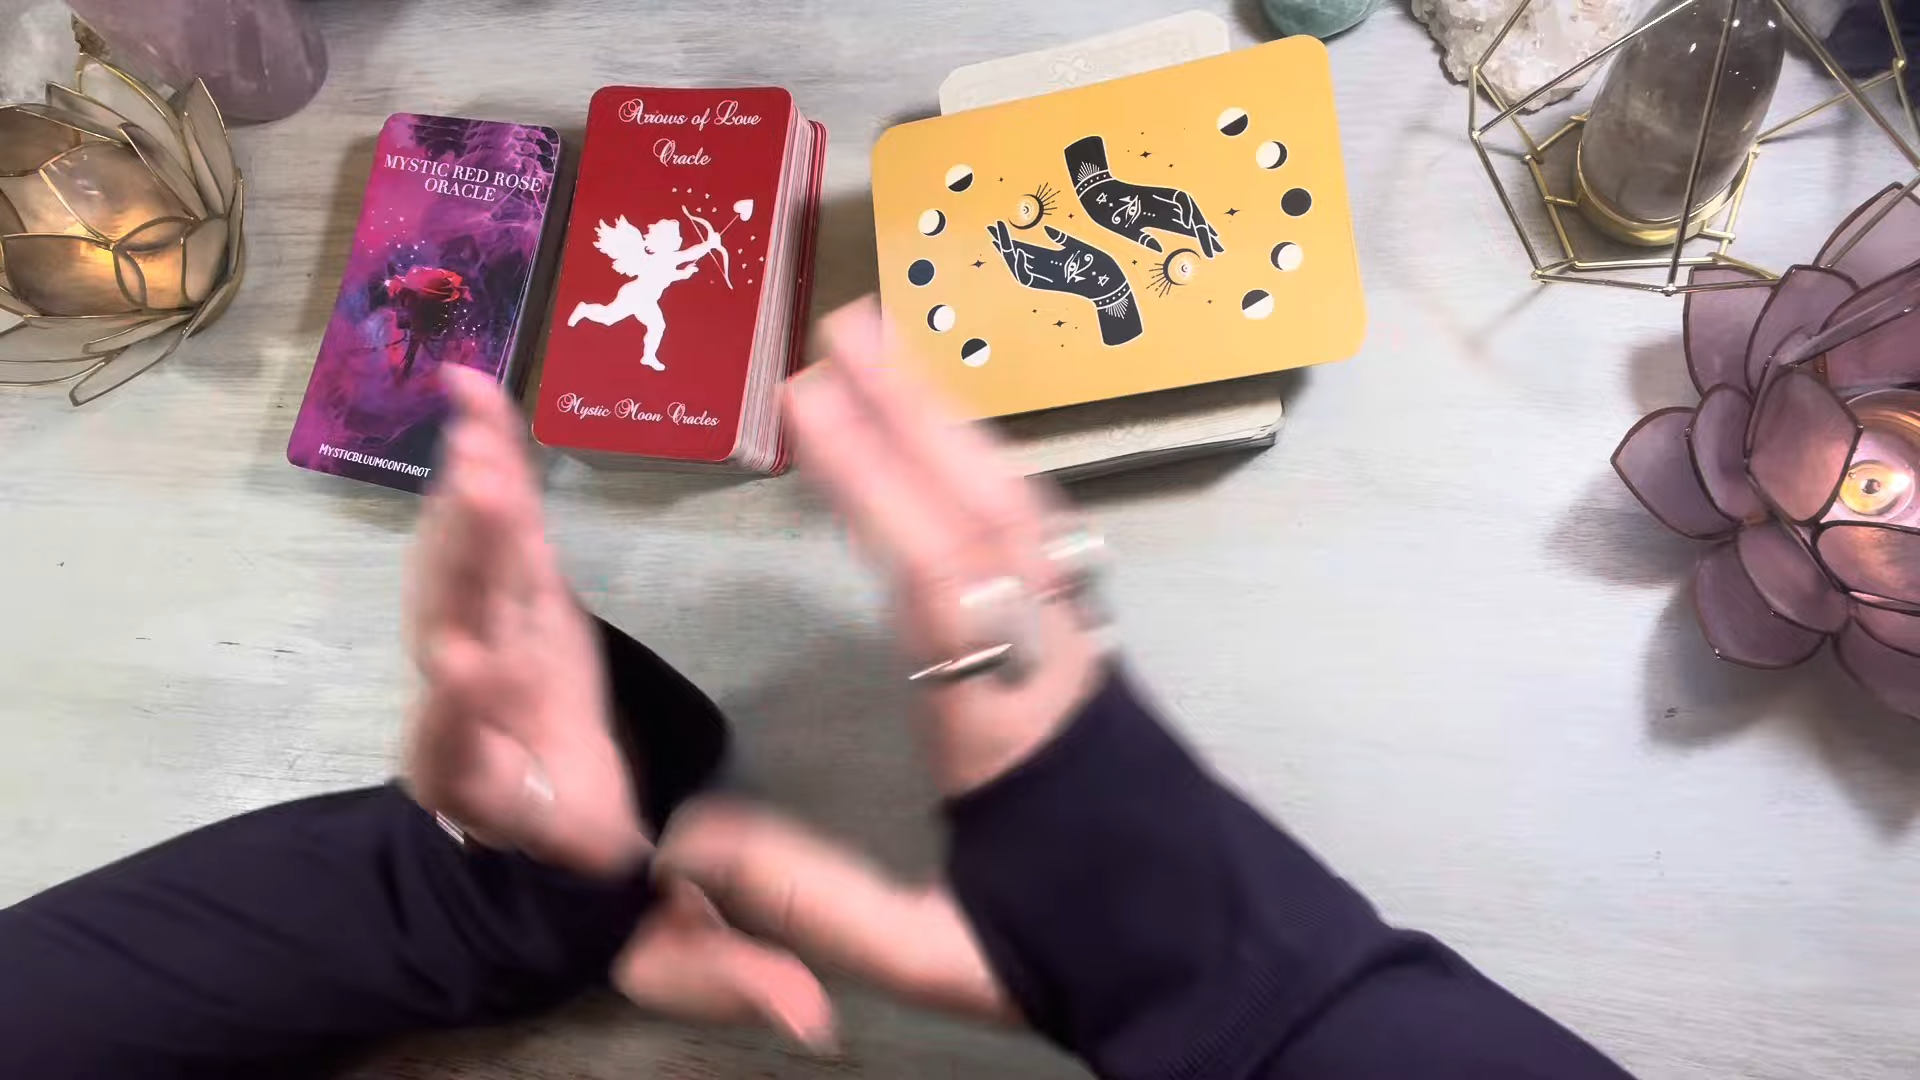 MYSTIC RED ROSE
ORACLE
MYSTICBLUUMOONTAROT
Arrows of Love
Oracle
Mystic Moon Oracles